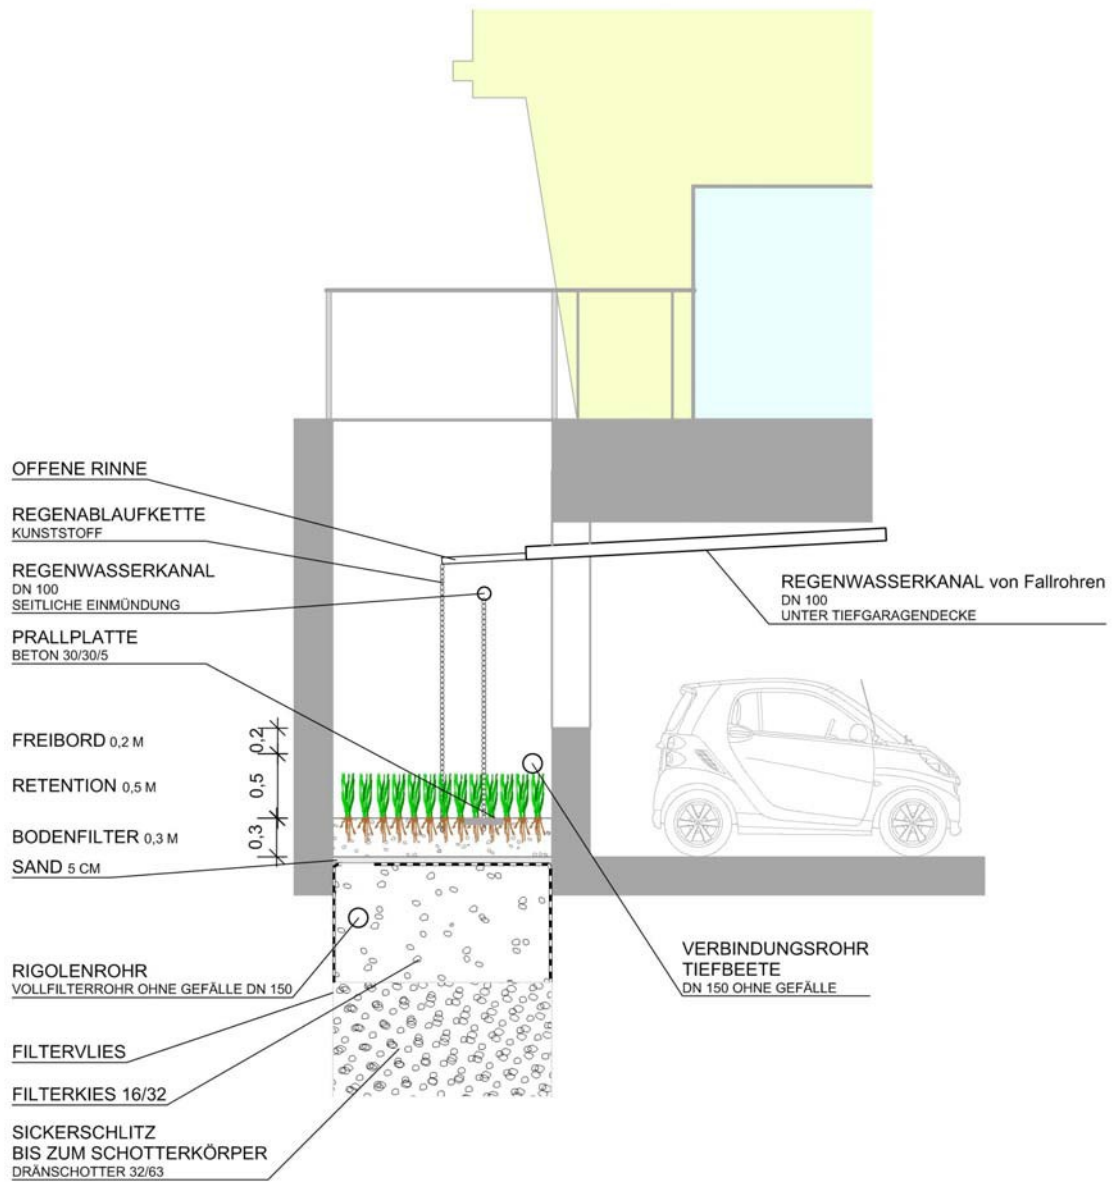 OFFENE RINNE
REGENABLAUFKETTE
KUNSTSTOFF
REGENWASSERKANAL
DN 100
SEITLICHE EINMÜNDUNG
PRALLPLATTE
BETON 30/30/5
FREIBORD 0,2 M
RETENTION 0,5 M
BODENFILTER 0,3 M
SAND 5 CM
0,2
0,5
0,3
RIGOLENROHR
VOLLFILTERROHR OHNE GEFÄLLE DN 150
FILTERVLIES
FILTERKIES 16/32
SICKERSCHLITZ
BIS ZUM SCHOTTERKÖRPER
DRÄNSCHOTTER 32/63
REGENWASSERKANAL von Fallrohren
DN 100
UNTER TIEFGARAGENDECKE
VERBINDUNGSROHR
TIEFBEETE
DN 150 OHNE GEFÄLLE